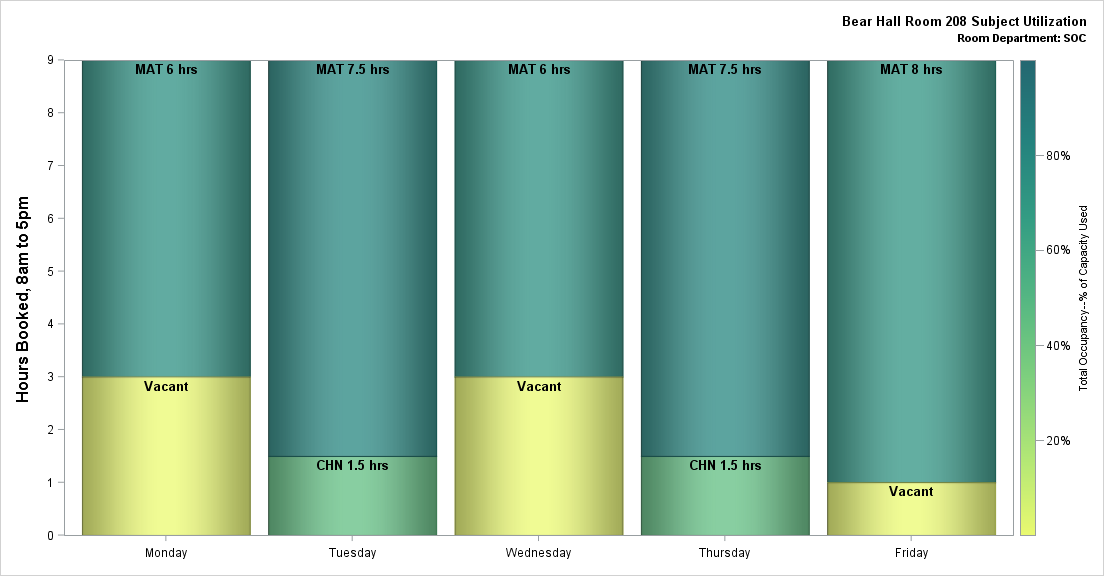 Bear Hall Room 208 Subject Utilization
Room Department: SOC
Hours Booked, 8am to 5pm
9
8
7
6
5
4
3
2
1
0
MAT 6 hrs
Vacant
MAT 7.5 hrs
CHN 1.5 hrs
MAT 6 hrs
Vacant
MAT 7.5 hrs
CHN 1.5 hrs
MAT 8 hrs
Vacant
Monday
Tuesday
Wednesday
Thursday
Friday
80%
60%
40%
20%
Total Occupancy--% of Capacity Used